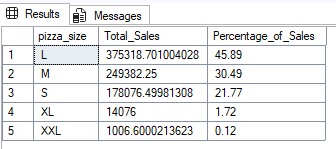 Results Messages
pizza_size Total_Sales Percentage_of_Sales
1 L 375318.701004028 45.89
2 M 249382.25 30.49
3 S 178076.49981308 21.77
4 XL 14076 1.72
5 XXL 1006.6000213623 0.12